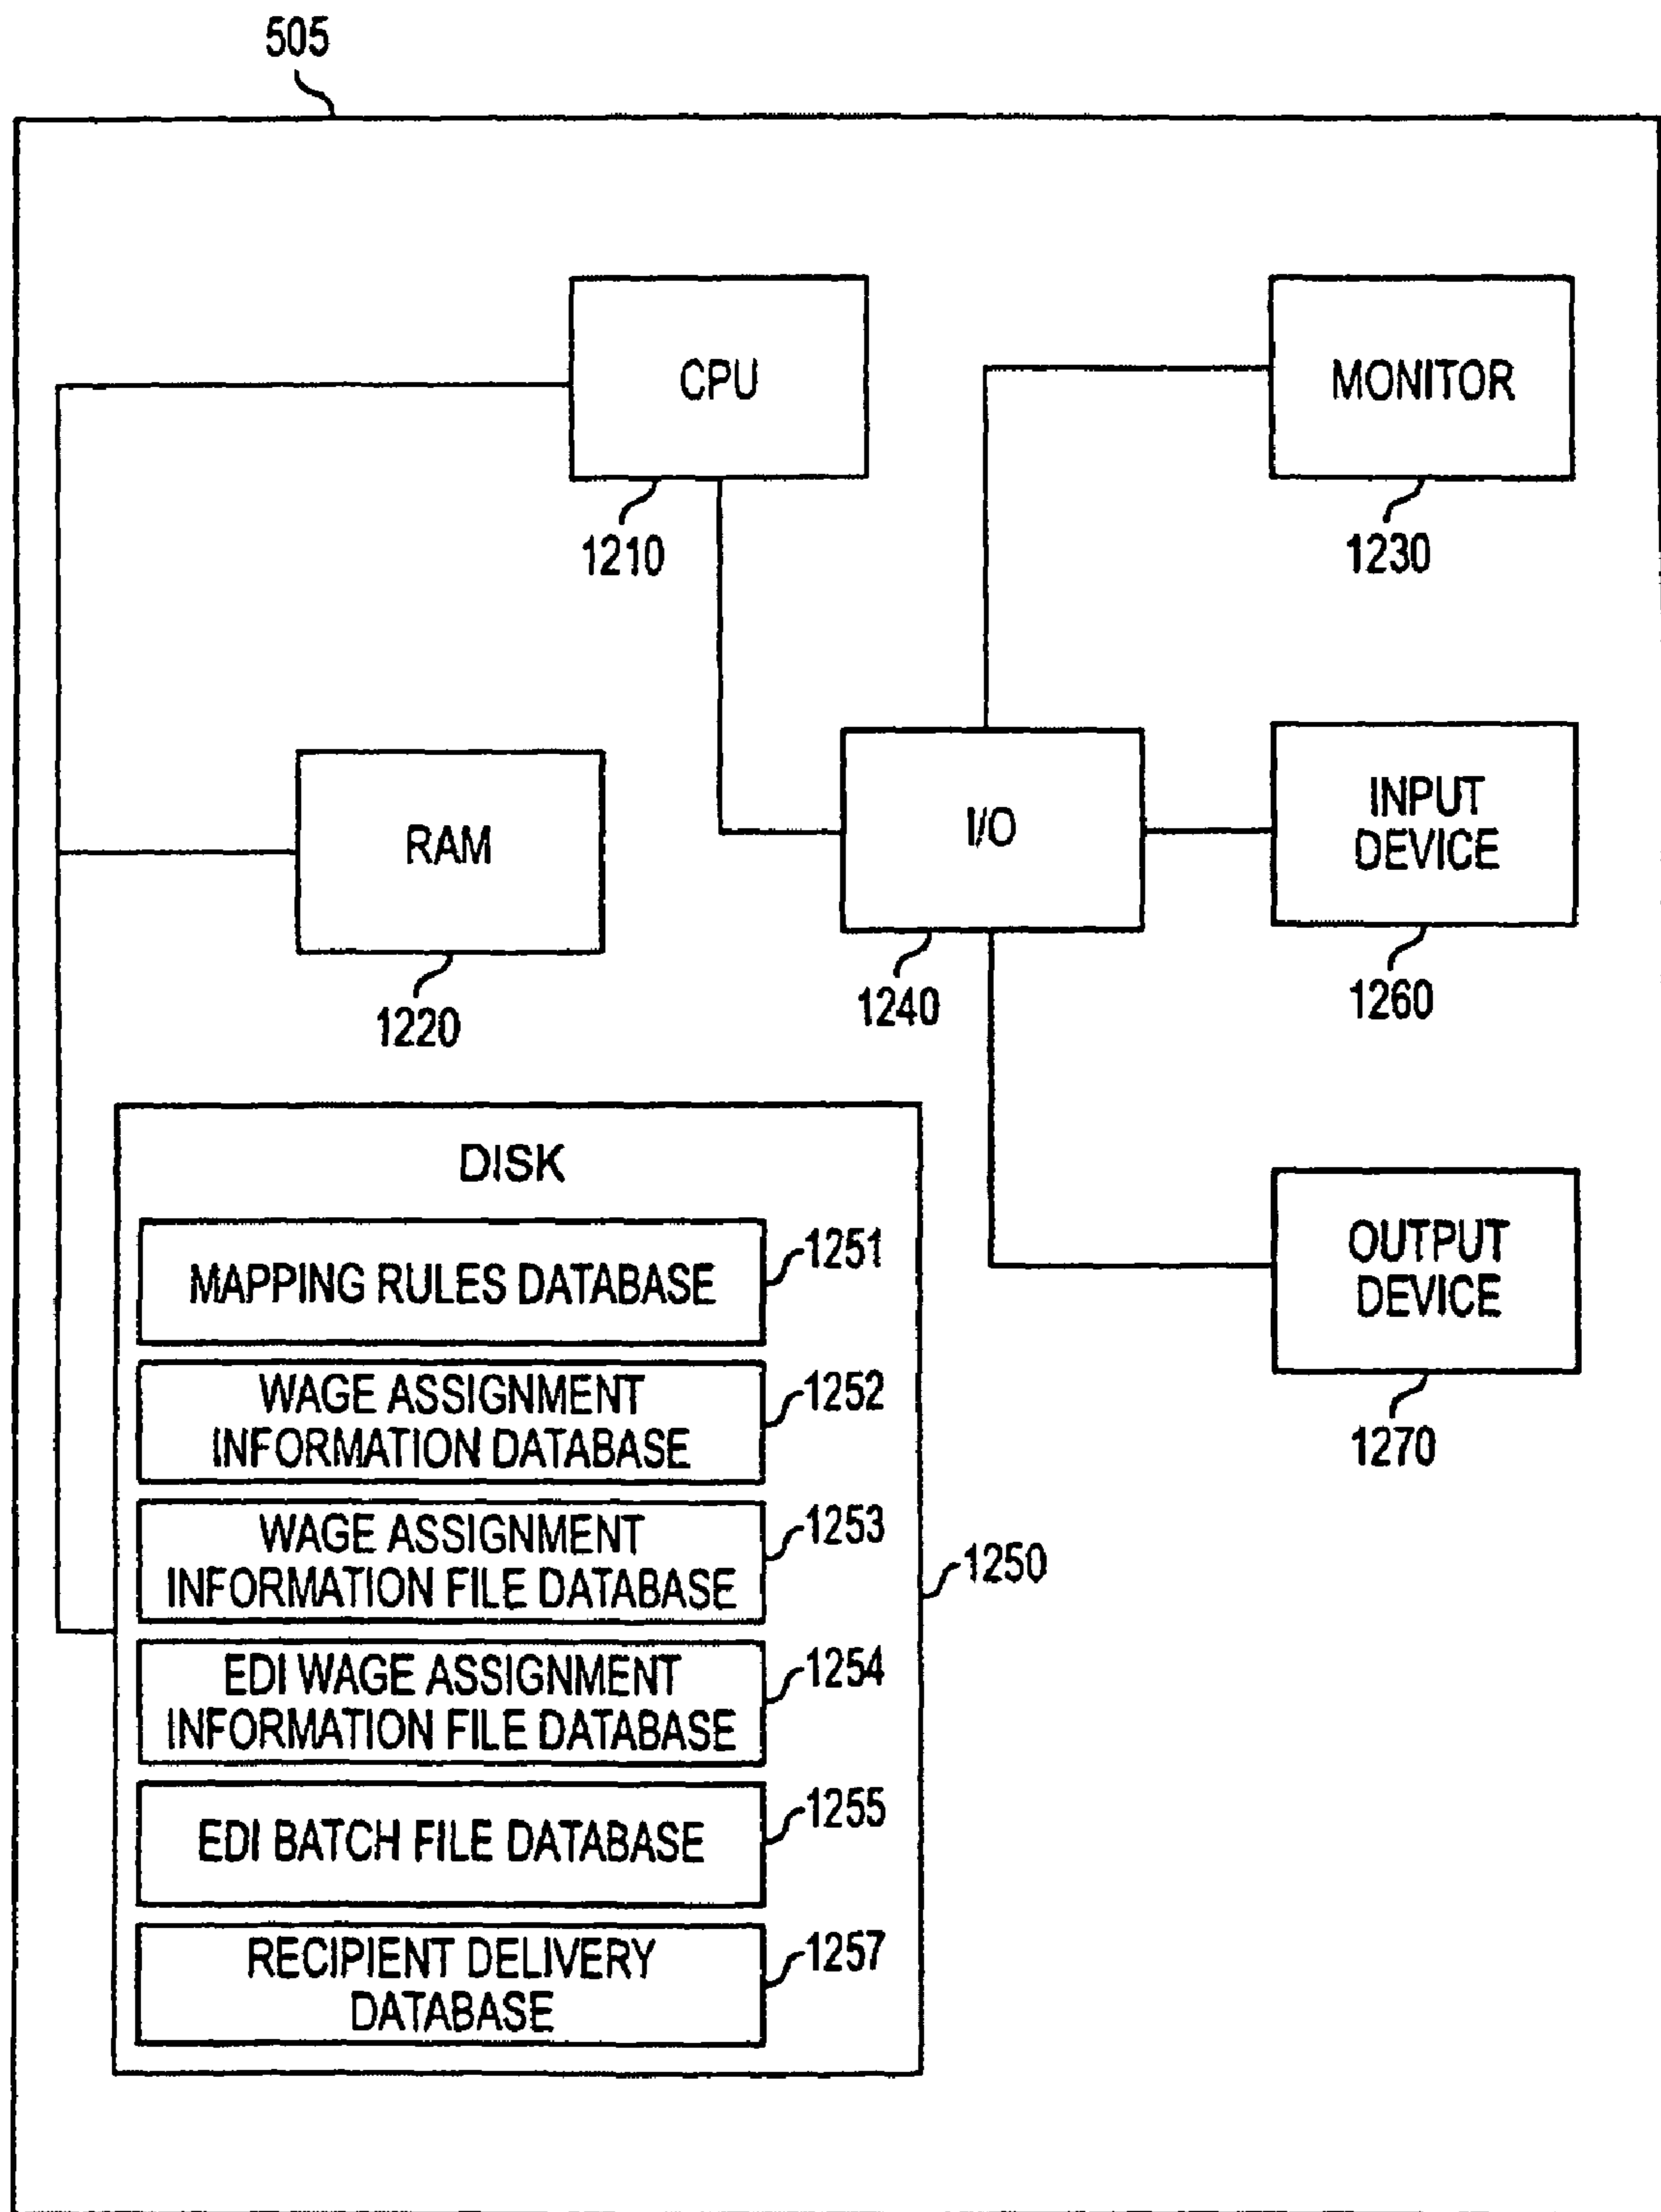 505
CPU
1210
MONITOR
1230
RAM
1220
I/O
1240
INPUT
DEVICE
1260
DISK
MAPPING RULES DATABASE
1251
WAGE ASSIGNMENT
INFORMATION DATABASE
1252
WAGE ASSIGNMENT
INFORMATION FILE DATABASE
1253
1250
EDI WAGE ASSIGNMENT
INFORMATION FILE DATABASE
1254
EDI BATCH FILE DATABASE
1255
RECIPIENT DELIVERY
DATABASE
1257
OUTPUT
DEVICE
1270